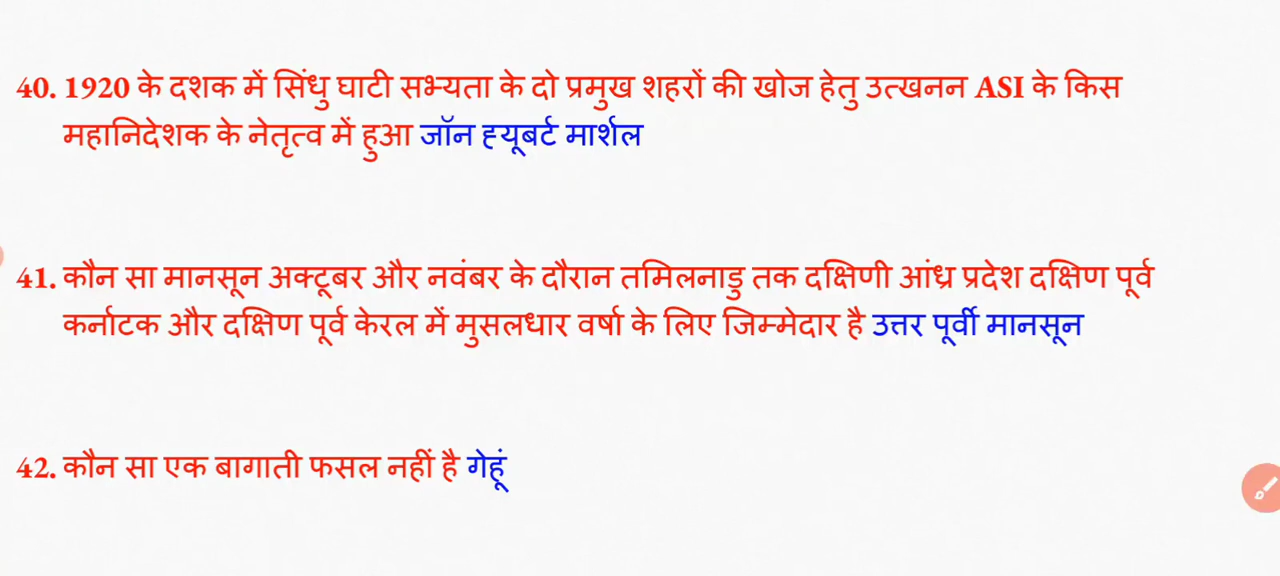 40. 1920 के दशक में सिंधु घाटी सभ्यता के दो प्रमुख शहरों की खोज हेतु उत्खनन ASI के किस
महानिदेशक के नेतृत्व में हुआ जॉन ह्यूबर्ट मार्शल
41. कौन सा मानसून अक्टूबर और नवंबर के दौरान तमिलनाडु तक दक्षिणी आंध्र प्रदेश दक्षिण पूर्व
कर्नाटक और दक्षिण पूर्व केरल में मुसलधार वर्षा के लिए जिम्मेदार है उत्तर पूर्वी मानसून
42. कौन सा एक बागाती फसल नहीं है गेहूं